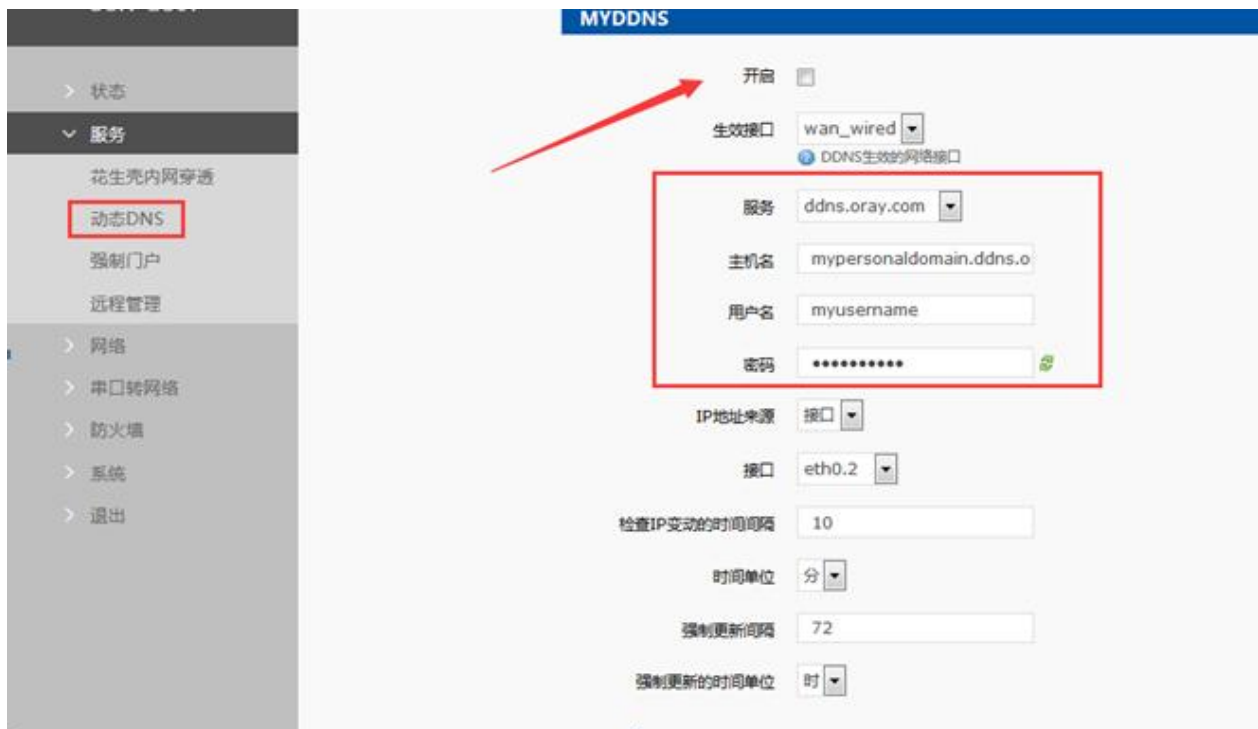 MYDDNS
状态
服务
花生壳内网穿透
动态DNS
强制门户
远程管理
网络
串口转网络
防火墙
系统
退出
开启
生效接口 wan_wired
DDNS生效的网络接口
服务 ddns.oray.com
主机名 mypersonaldomain.ddns.o
用户名 myusername
密码 ••••••••••
IP地址来源 接口
接口 eth0.2
检查IP变动的时间间隔 10
时间单位 分
强制更新间隔 72
强制更新的时间单位 时